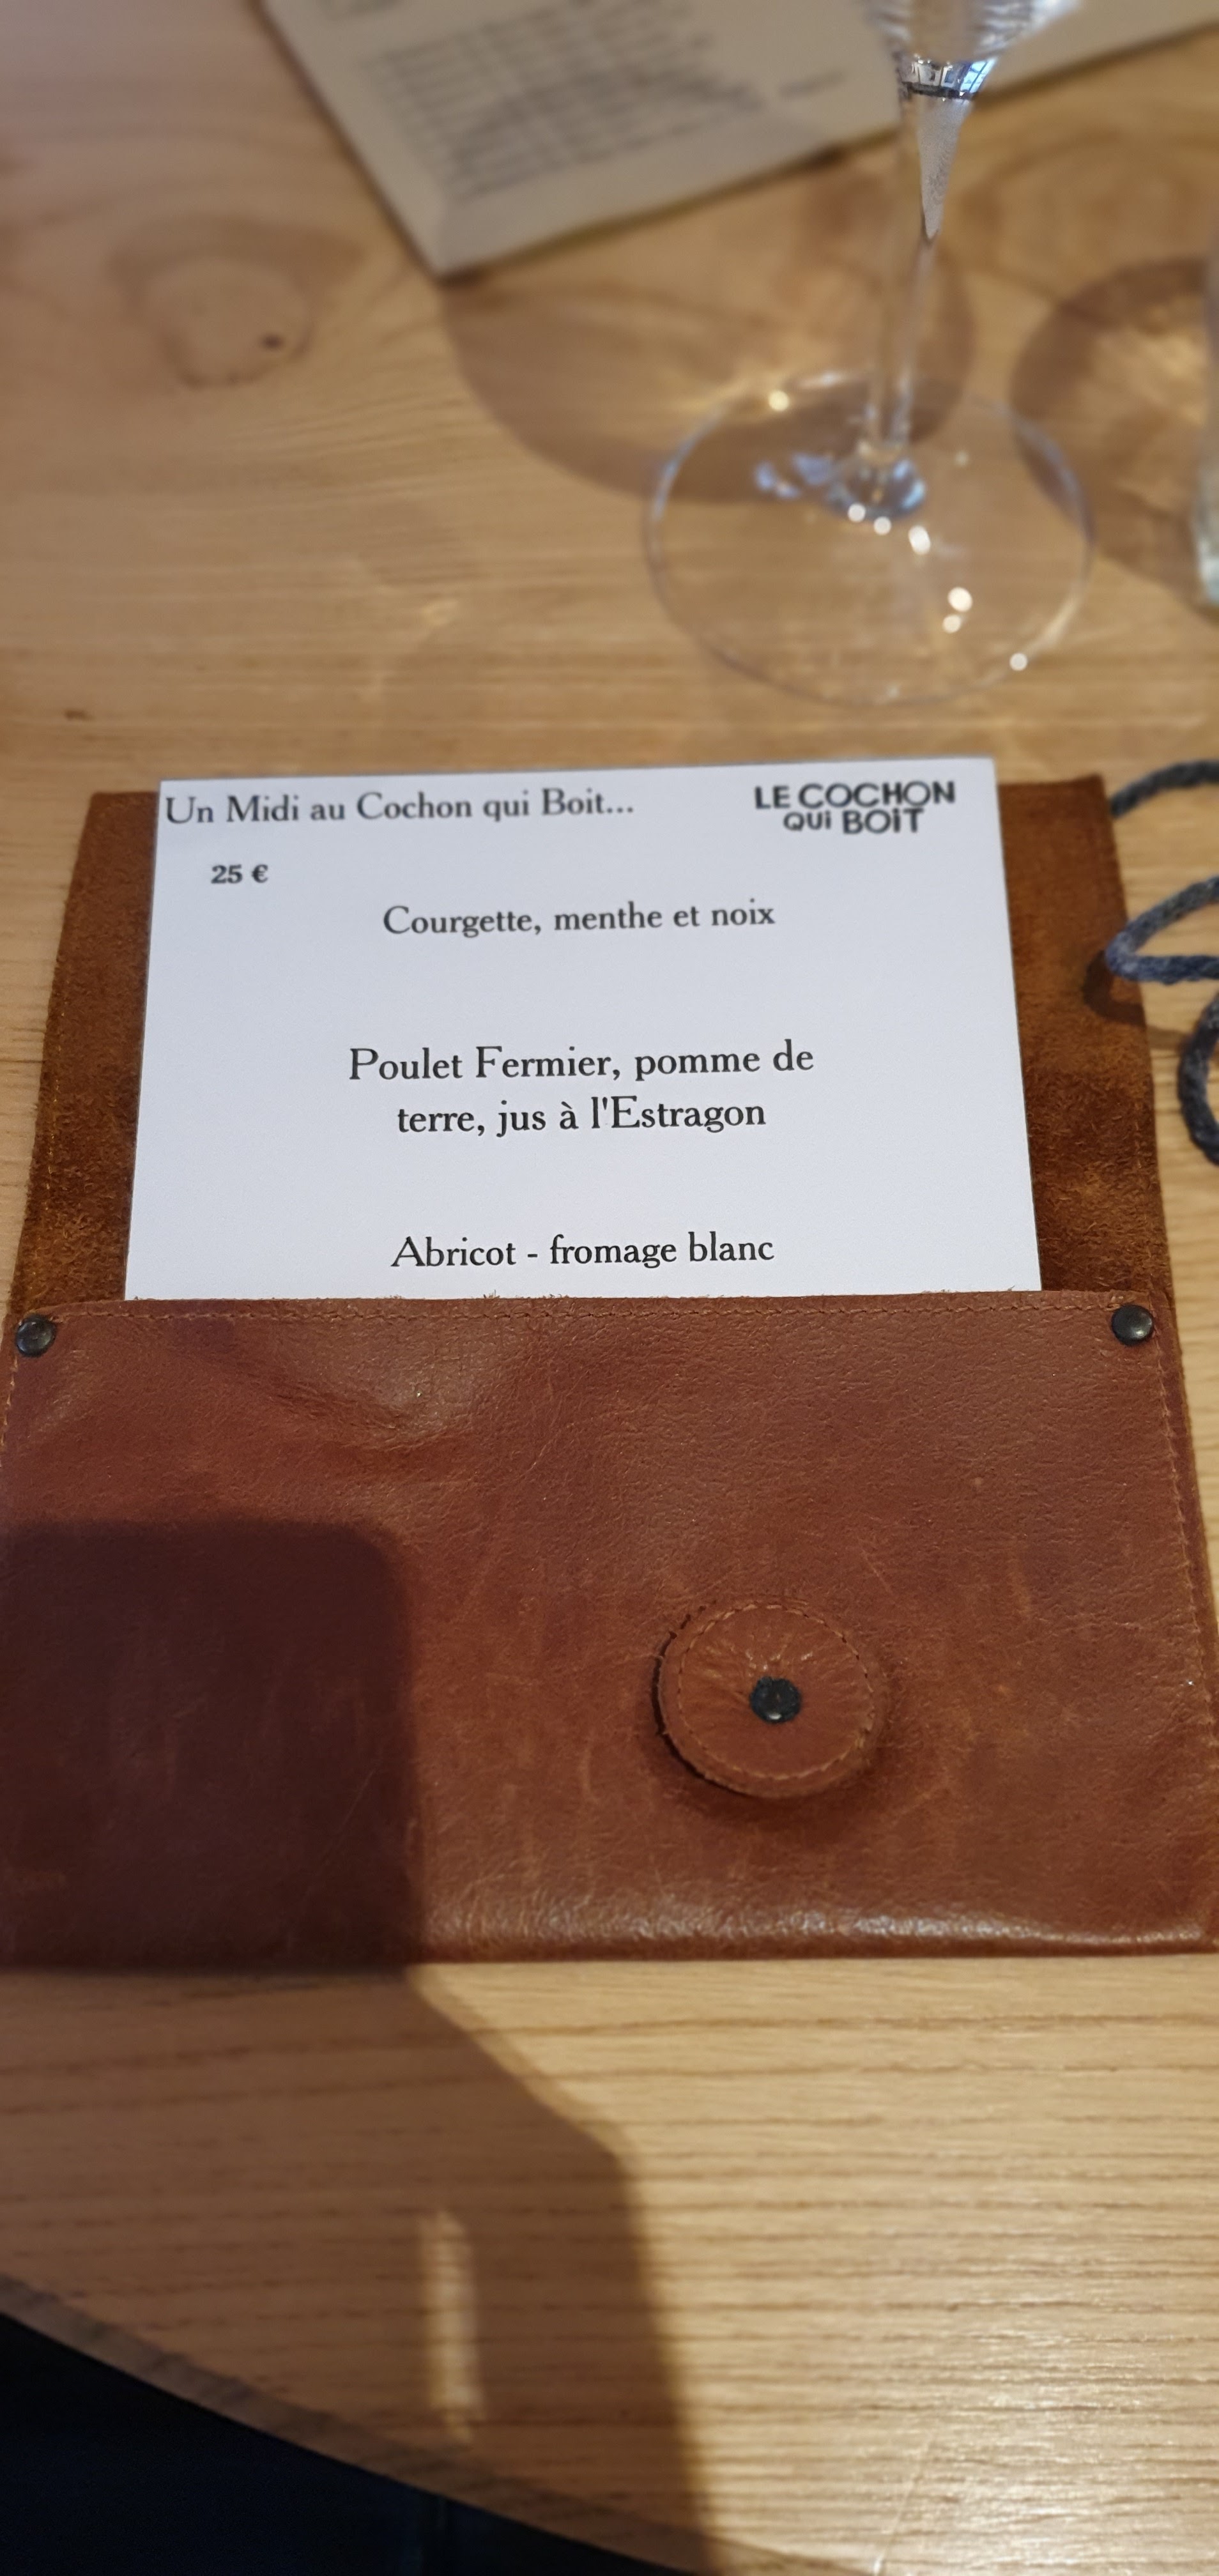 Un Midi au Cochon qui Boit...
LE COCHON
QUi BOiT
25 €
Courgette, menthe et noix
Poulet Fermier, pomme de
terre, jus à l'Estragon
Abricot - fromage blanc